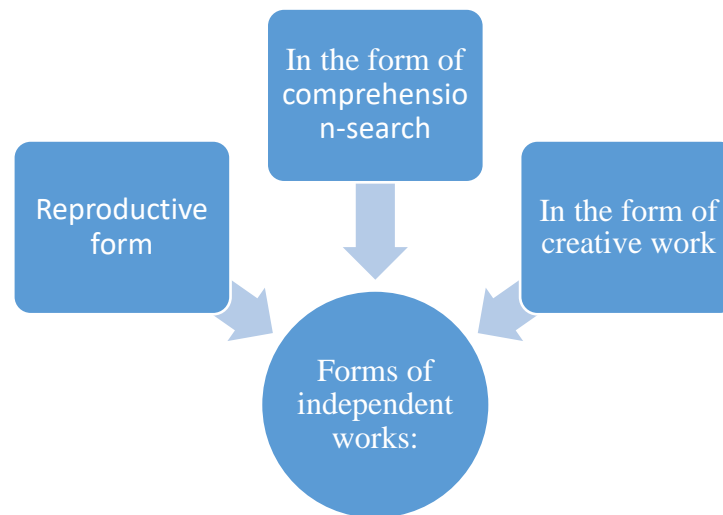 In the form of
comprehensio
n-search
Reproductive
form
In the form of
creative work
Forms of
independent
works: